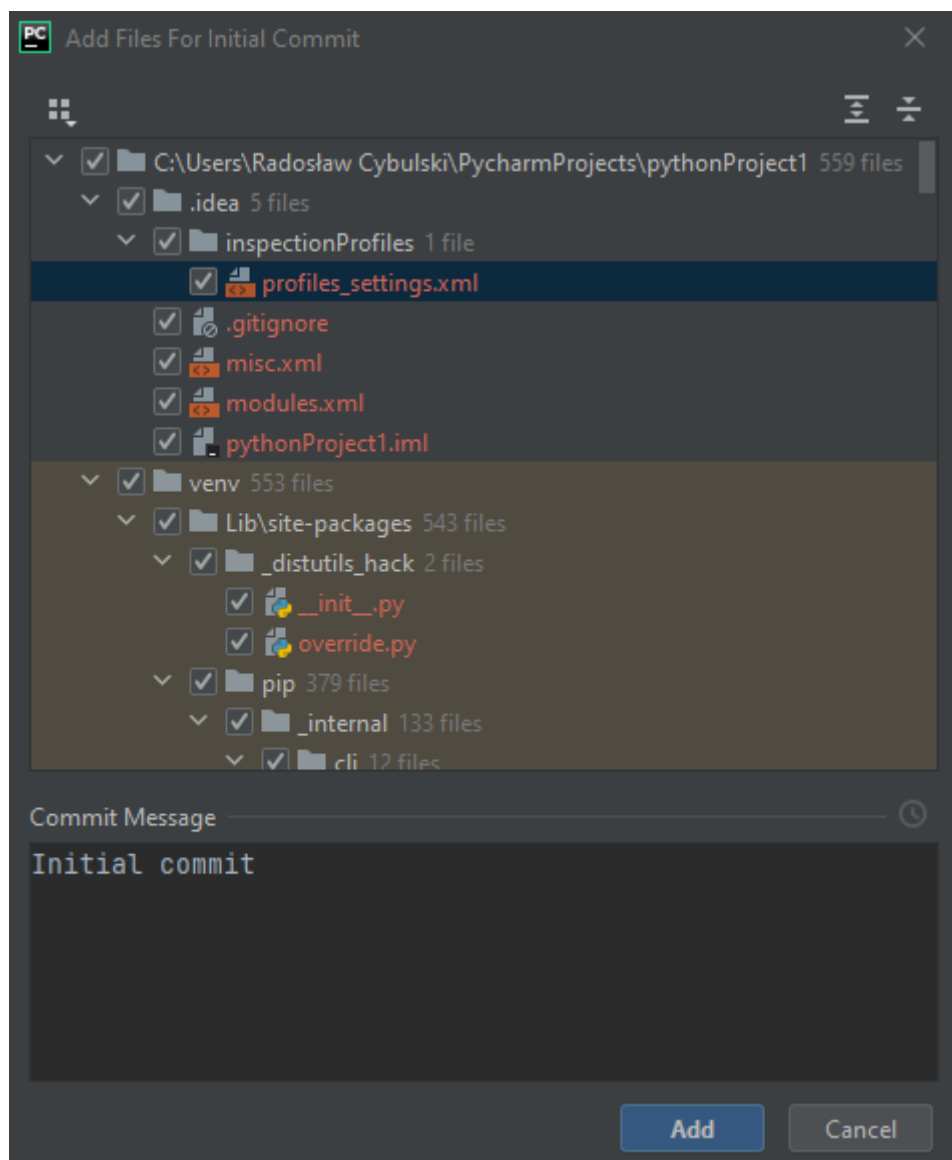 PC Add Files For Initial Commit
C:\Users\Radosław Cybulski\PycharmProjects\pythonProject1 559 files
.idea 5 files
inspectionProfiles 1 file
profiles_settings.xml
.gitignore
misc.xml
modules.xml
pythonProject1.iml
venv 553 files
Lib\site-packages 543 files
_distutils_hack 2 files
__init__.py
override.py
pip 379 files
_internal 133 files
cli 12 files
Commit Message
Initial commit
Add Cancel